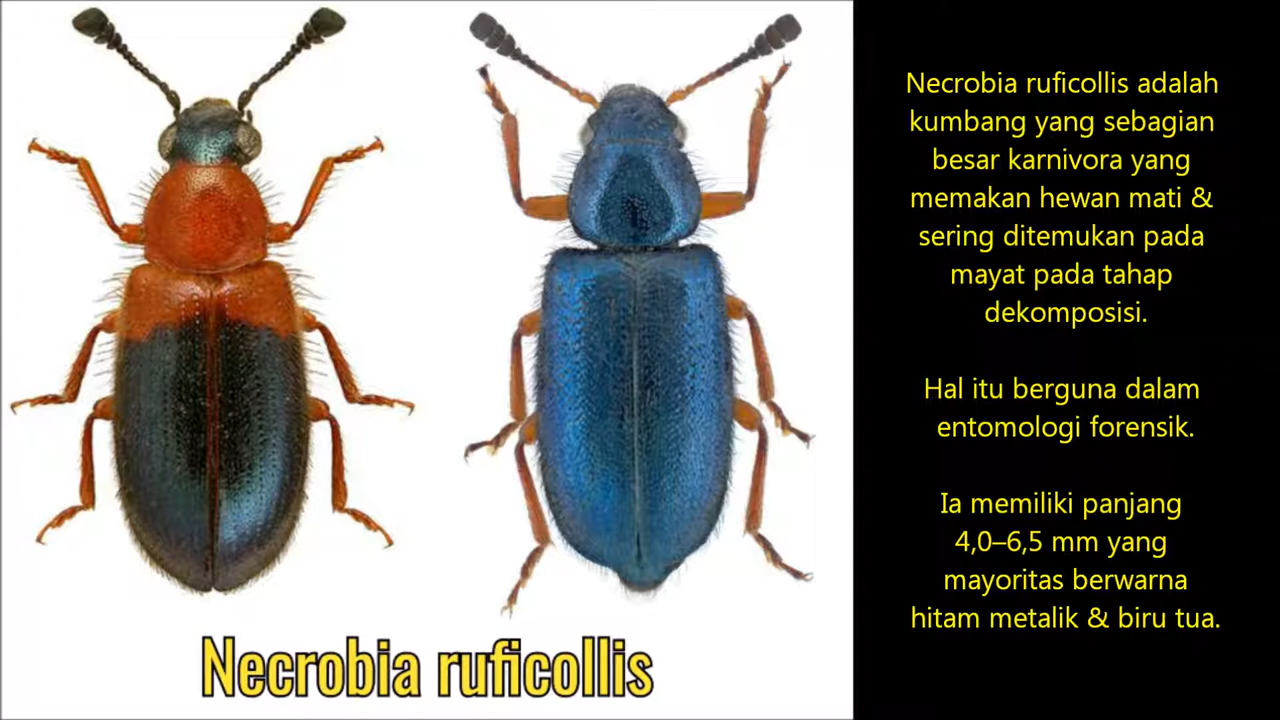 Necrobia ruficollis adalah
kumbang yang sebagian
besar karnivora yang
memakan hewan mati &
sering ditemukan pada
mayat pada tahap
dekomposisi.
Hal itu berguna dalam
entomologi forensik.
Ia memiliki panjang
4,0–6,5 mm yang
mayoritas berwarna
hitam metalik & biru tua.
Necrobia ruficollis